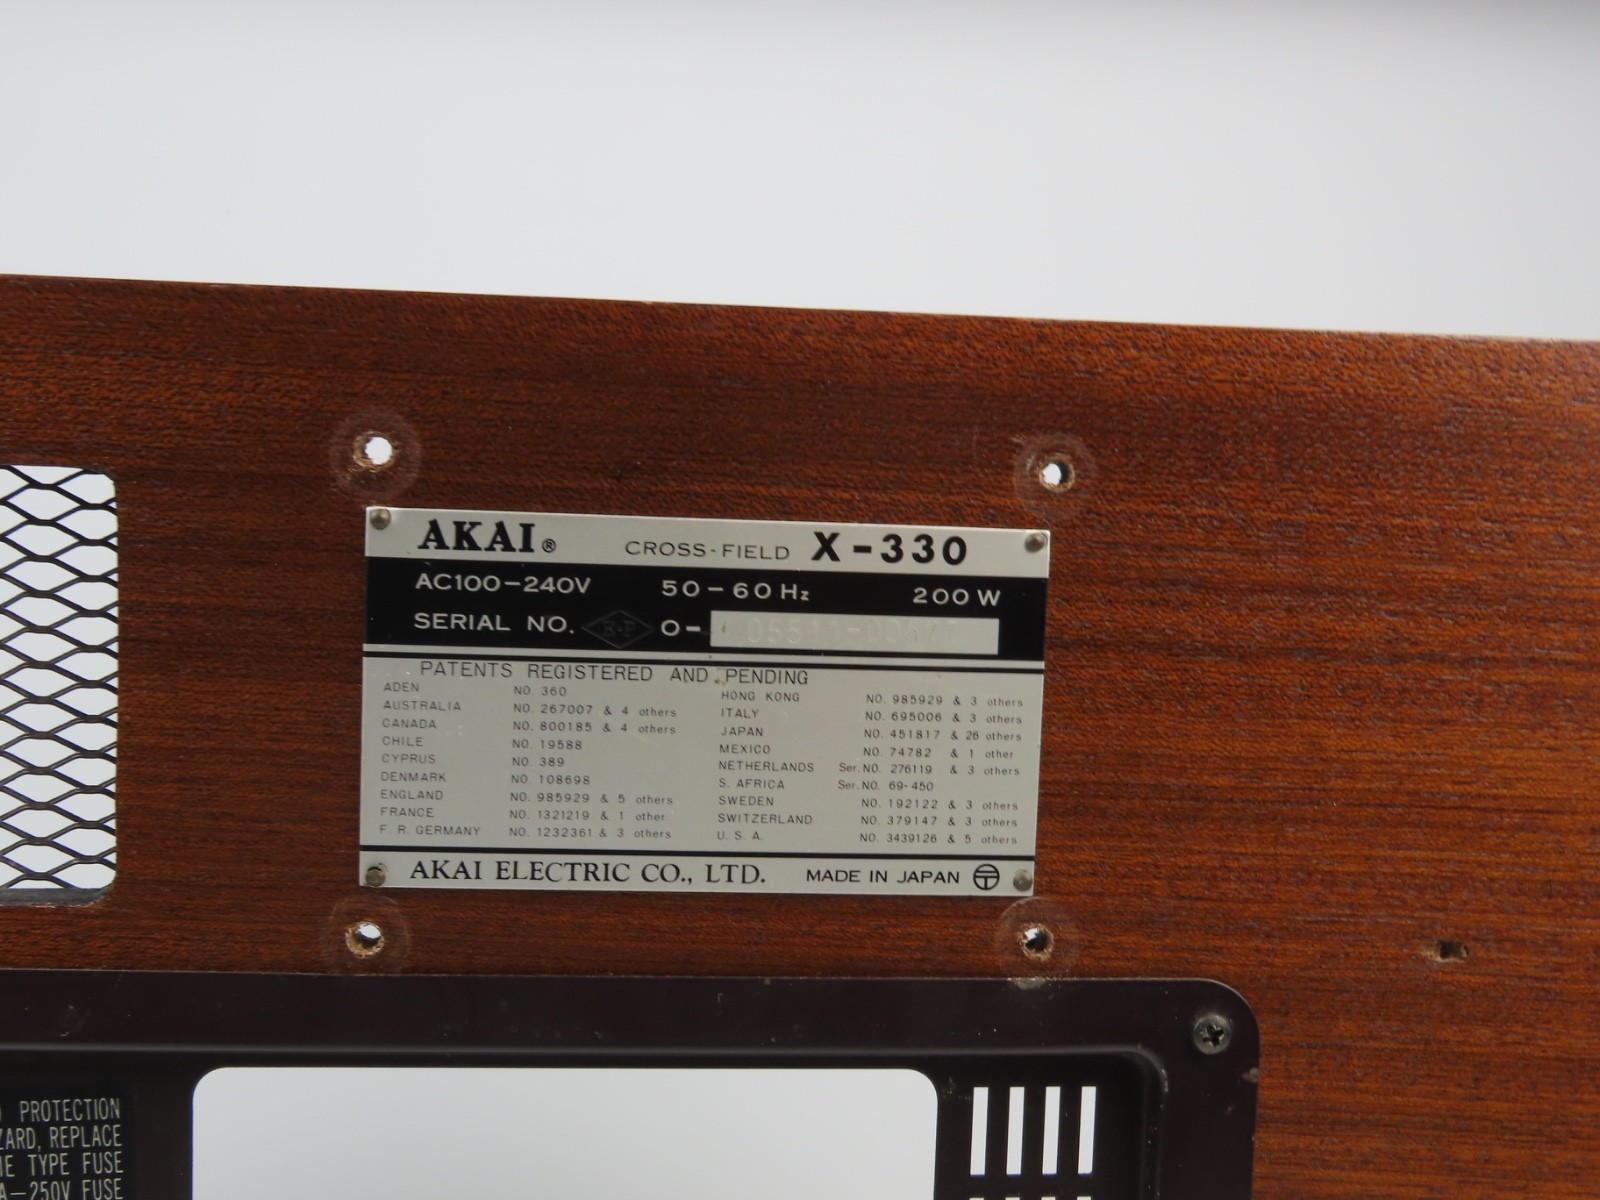 AKAI® CROSS-FIELD X-330
AC100-240V 50-60Hz 200W
SERIAL NO. E·P O-
PATENTS REGISTERED AND PENDING
ADEN NO. 360
AUSTRALIA NO. 267007 & 4 others
CANADA NO. 800185 & 4 others
CHILE NO. 19588
CYPRUS NO. 389
DENMARK NO. 108698
ENGLAND NO. 985929 & 5 others
FRANCE NO. 1321219 & 1 other
F. R. GERMANY NO. 1232361 & 3 others
HONG KONG NO. 985929 & 3 others
ITALY NO. 695006 & 3 others
JAPAN NO. 451817 & 26 others
MEXICO NO. 74782 & 1 other
NETHERLANDS Ser. NO. 276119 & 3 others
S. AFRICA Ser. NO. 69-450
SWEDEN NO. 192122 & 3 others
SWITZERLAND NO. 379147 & 3 others
U. S. A. NO. 3439126 & 5 others
AKAI ELECTRIC CO., LTD. MADE IN JAPAN
PROTECTION
ZARD, REPLACE
TYPE FUSE
A-250V FUSE